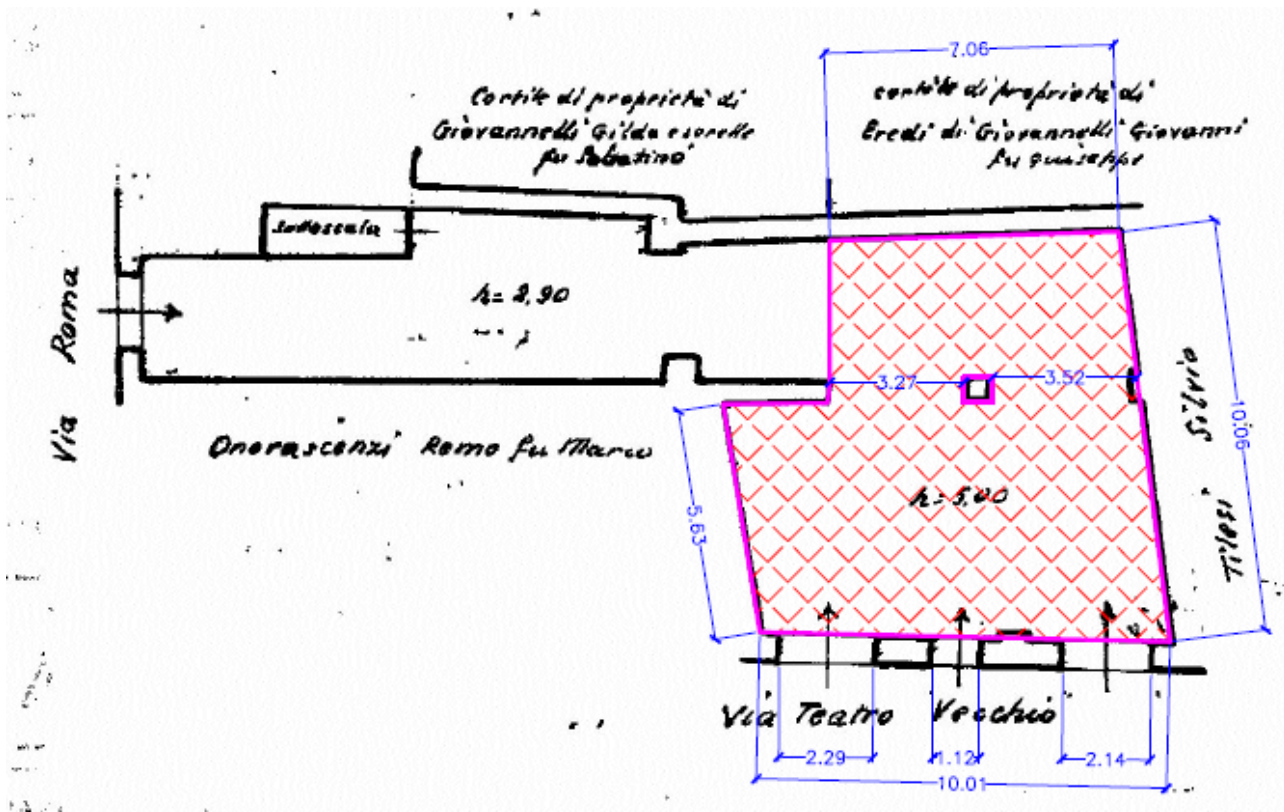 7.06
Cortile di proprietà di
Giovannelli Gilda e sorelle
fu Sabatino
cortile di proprietà di
Eredi di Giovannelli Giovanni
fu Giuseppe
sottoscala
h= 2,90
Via Roma
3.27
3.52
Silvio
Tilesi
10.06
Onorascenzi Remo fu Marco
5.63
h= 5,00
Via Teatro Vecchio
2.29
1.12
2.14
10.01